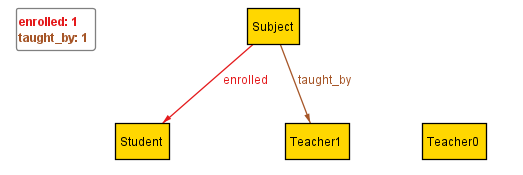 enrolled: 1
taught_by: 1
Subject
enrolled
taught_by
Student
Teacher1
Teacher0